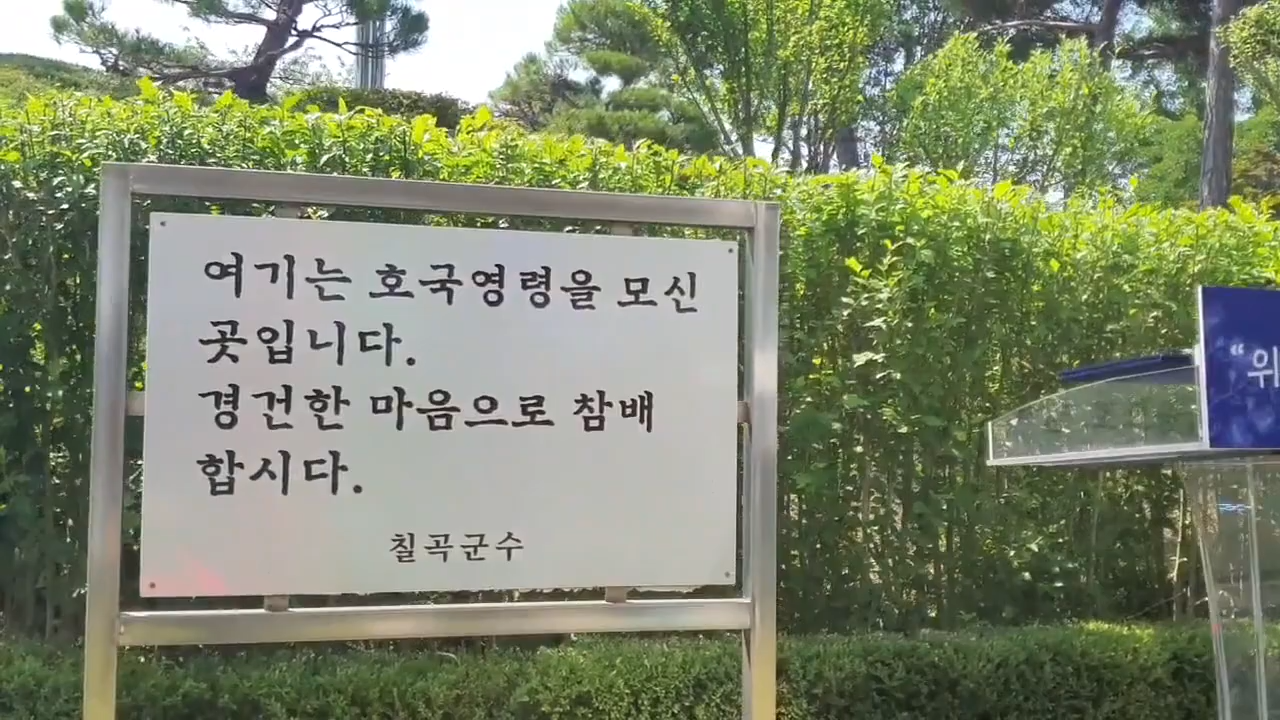 여기는 호국영령을 모신
곳입니다.
경건한 마음으로 참배
합시다.
칠곡군수
“위